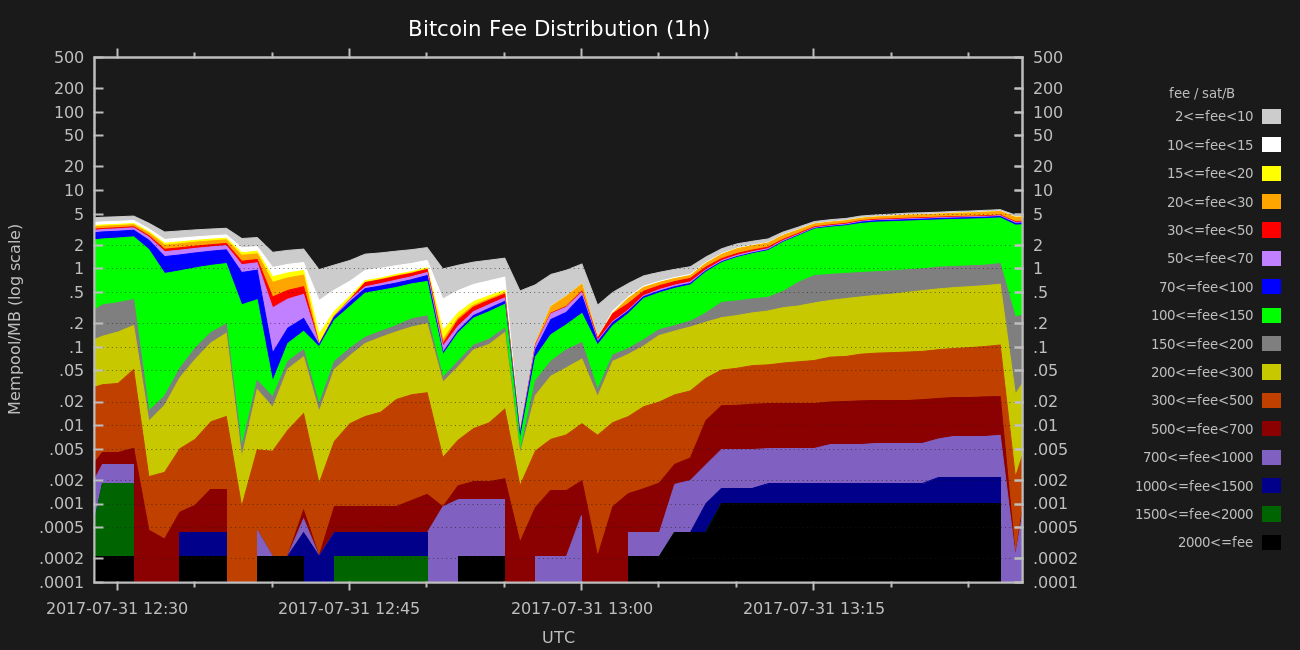 Bitcoin Fee Distribution (1h)
500
200
100
50
20
10
5
2
1
.5
.2
.1
.05
.02
.01
.005
.002
.001
.0005
.0002
.0001
Mempool/MB (log scale)
500
200
100
50
20
10
5
2
1
.5
.2
.1
.05
.02
.01
.005
.002
.001
.0005
.0002
.0001
2017-07-31 12:30
2017-07-31 12:45
2017-07-31 13:00
2017-07-31 13:15
UTC
fee / sat/B
2<=fee<10
10<=fee<15
15<=fee<20
20<=fee<30
30<=fee<50
50<=fee<70
70<=fee<100
100<=fee<150
150<=fee<200
200<=fee<300
300<=fee<500
500<=fee<700
700<=fee<1000
1000<=fee<1500
1500<=fee<2000
2000<=fee